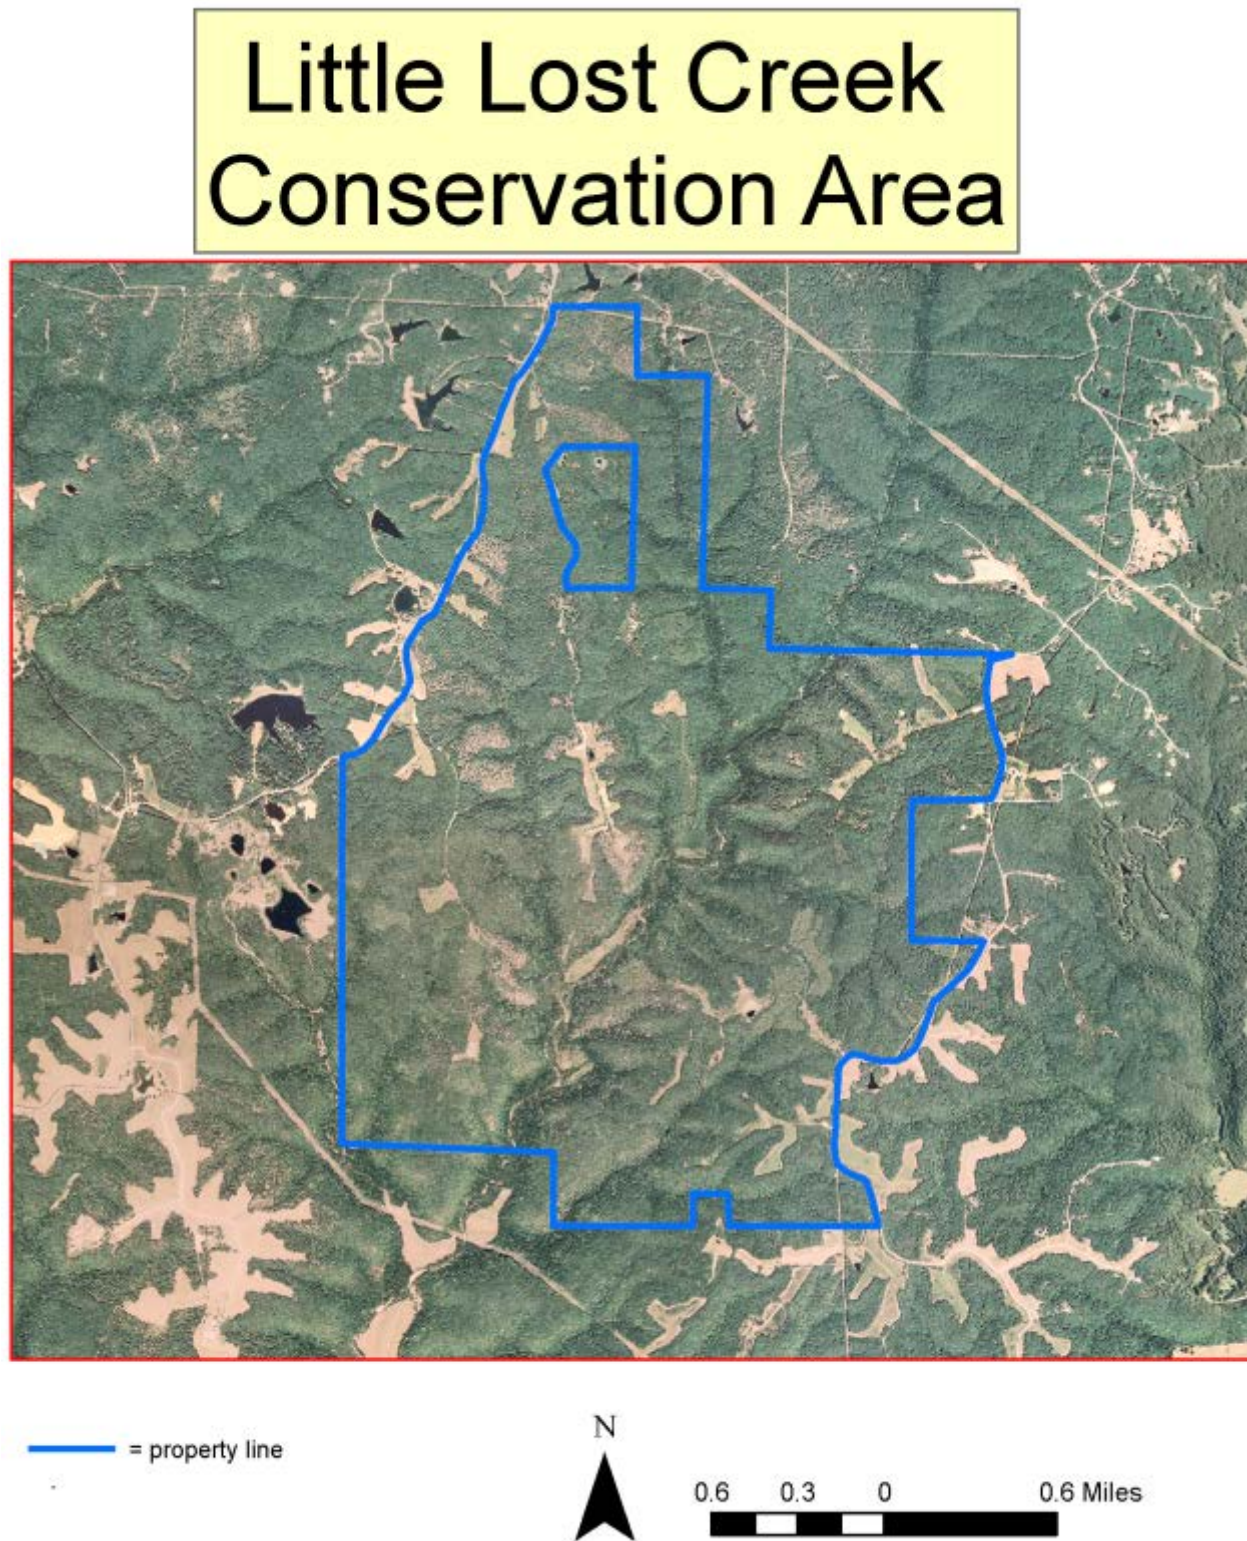 Little Lost Creek
Conservation Area
= property line
N
0.6 0.3 0 0.6 Miles